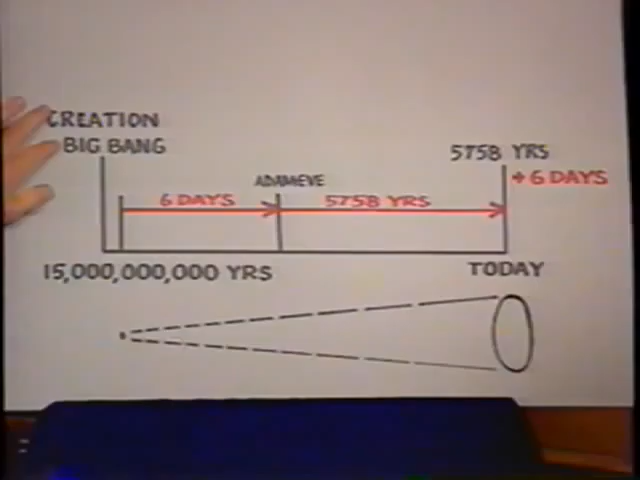 CREATION
BIG BANG
5758 YRS
+ 6 DAYS
ADAM EVE
6 DAYS
5758 YRS
15,000,000,000 YRS
TODAY